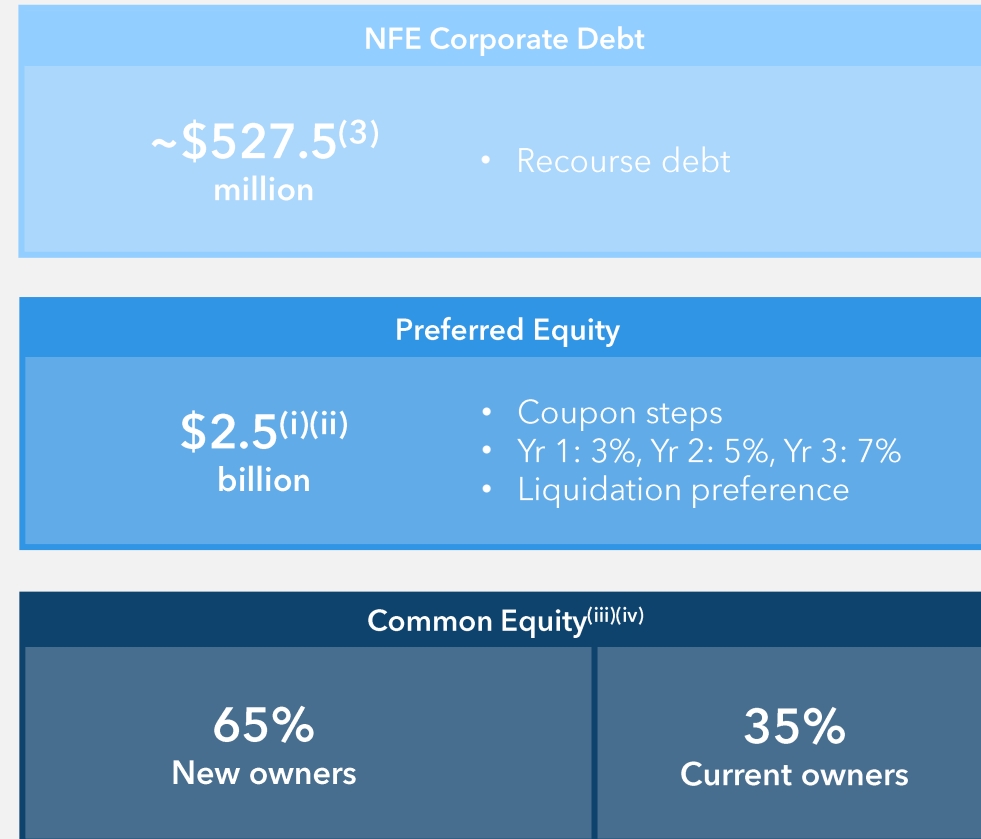 NFE Corporate Debt
~$527.5(3)
million
• Recourse debt
Preferred Equity
$2.5(i)(ii)
billion
• Coupon steps
• Yr 1: 3%, Yr 2: 5%, Yr 3: 7%
• Liquidation preference
Common Equity(iii)(iv)
65%
New owners
35%
Current owners